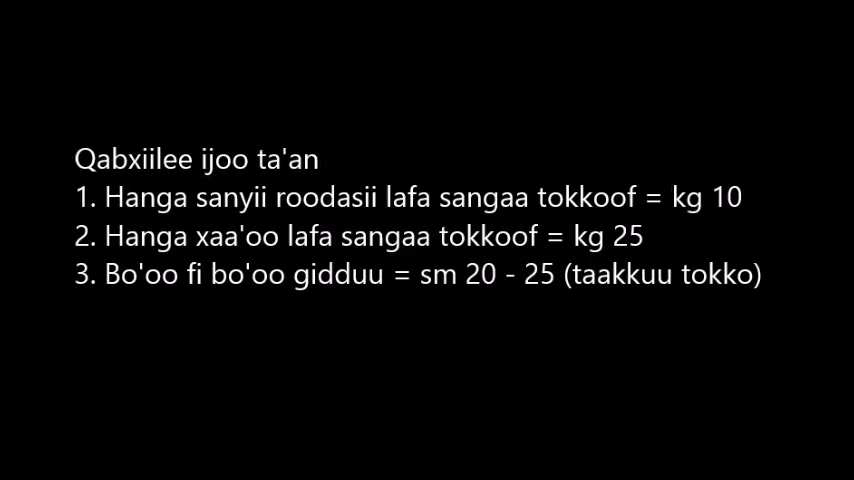 Qabxiilee ijoo ta'an
1. Hanga sanyii roodasii lafa sangaa tokkoof = kg 10
2. Hanga xaa'oo lafa sangaa tokkoof = kg 25
3. Bo'oo fi bo'oo gidduu = sm 20 - 25 (taakkuu tokko)